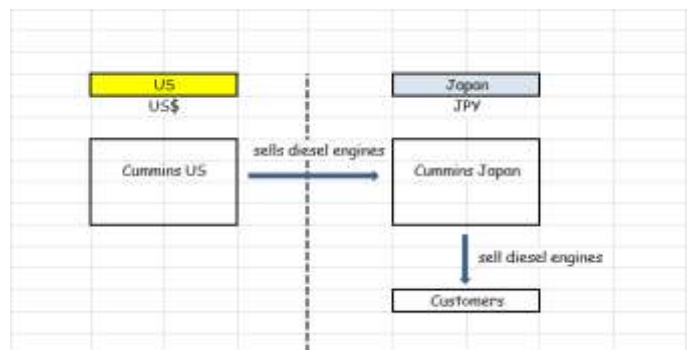 US
Japan
US$
JPY
sells diesel engines
Cummins US
Cummins Japan
sell diesel engines
Customers